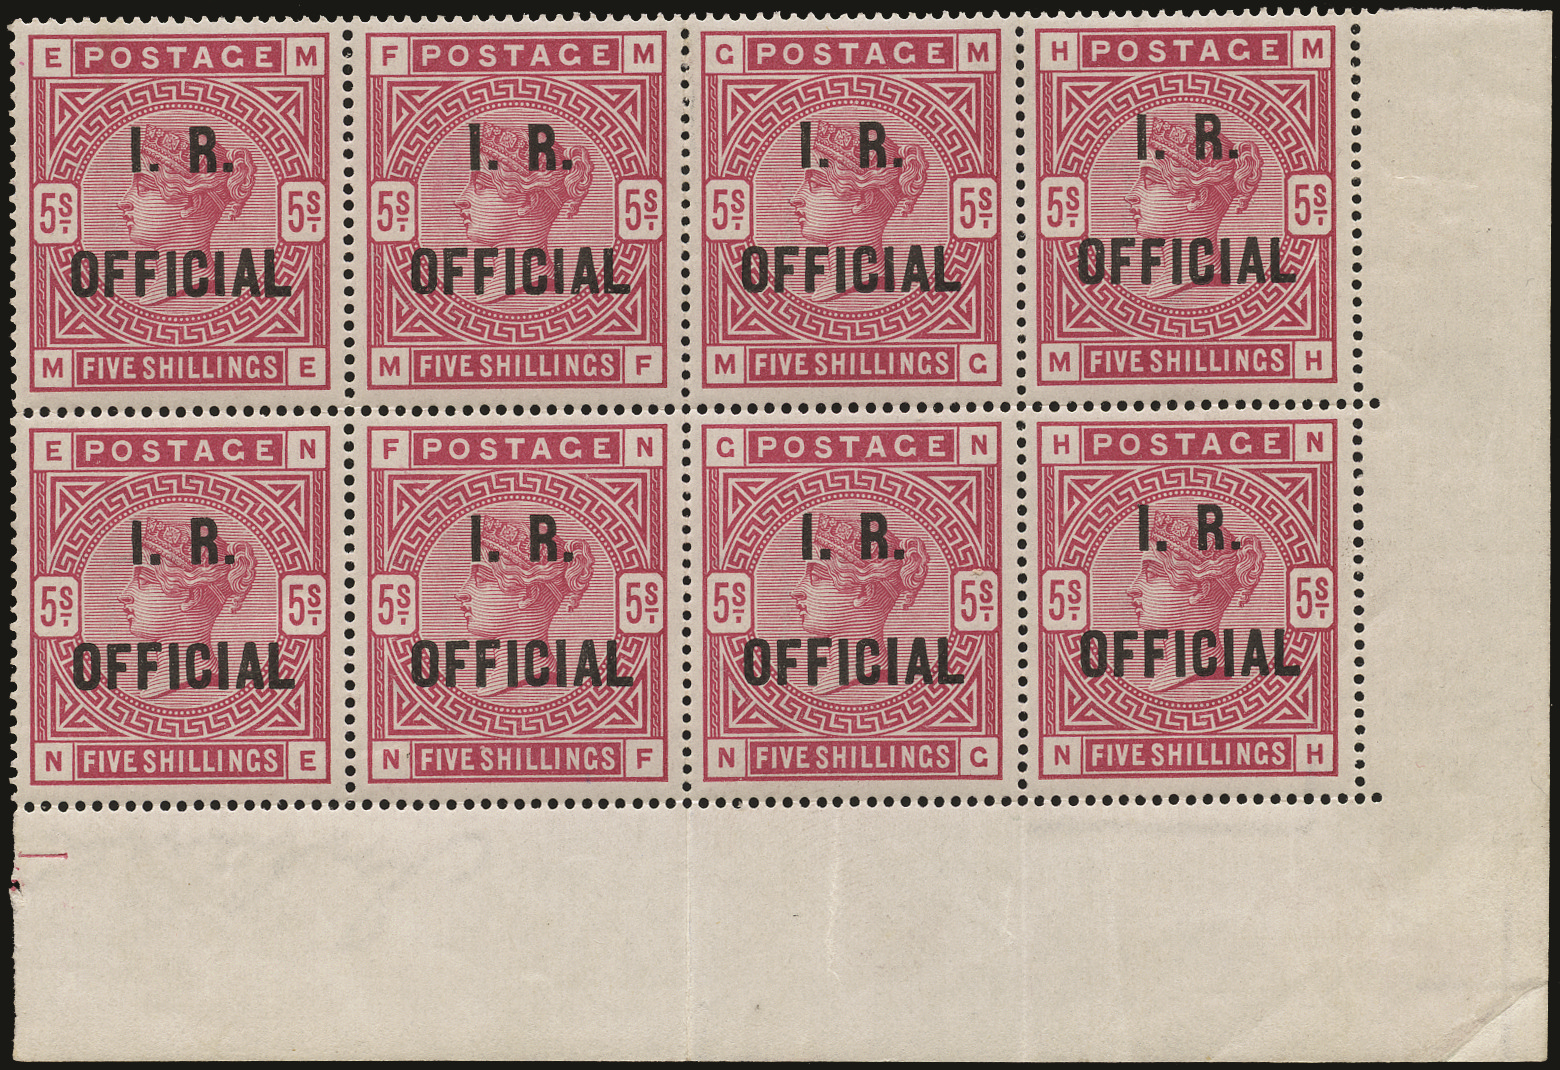 E POSTAGE M
I. R.
5S. 5S.
OFFICIAL
M FIVE SHILLINGS E
F POSTAGE M
I. R.
5S. 5S.
OFFICIAL
M FIVE SHILLINGS F
G POSTAGE M
I. R.
5S. 5S.
OFFICIAL
M FIVE SHILLINGS G
H POSTAGE M
I. R.
5S. 5S.
OFFICIAL
M FIVE SHILLINGS H
E POSTAGE N
I. R.
5S. 5S.
OFFICIAL
N FIVE SHILLINGS E
F POSTAGE N
I. R.
5S. 5S.
OFFICIAL
N FIVE SHILLINGS F
G POSTAGE N
I. R.
5S. 5S.
OFFICIAL
N FIVE SHILLINGS G
H POSTAGE N
I. R.
5S. 5S.
OFFICIAL
N FIVE SHILLINGS H